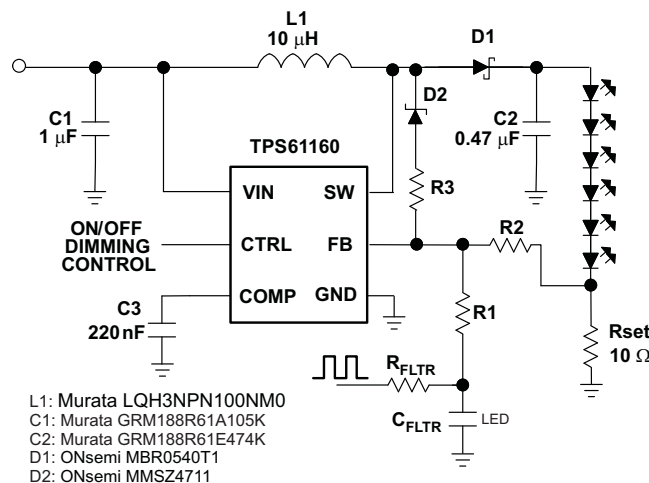 L1
10 μH
D1
D2
C1
1 μF
C2
0.47 μF
TPS61160
R3
VIN
SW
ON/OFF
DIMMING
CONTROL
CTRL
FB
R2
COMP
GND
C3
220 nF
R1
Rset
10 Ω
RFLTR
CFLTR
LED
L1: Murata LQH3NPN100NM0
C1: Murata GRM188R61A105K
C2: Murata GRM188R61E474K
D1: ONsemi MBR0540T1
D2: ONsemi MMSZ4711